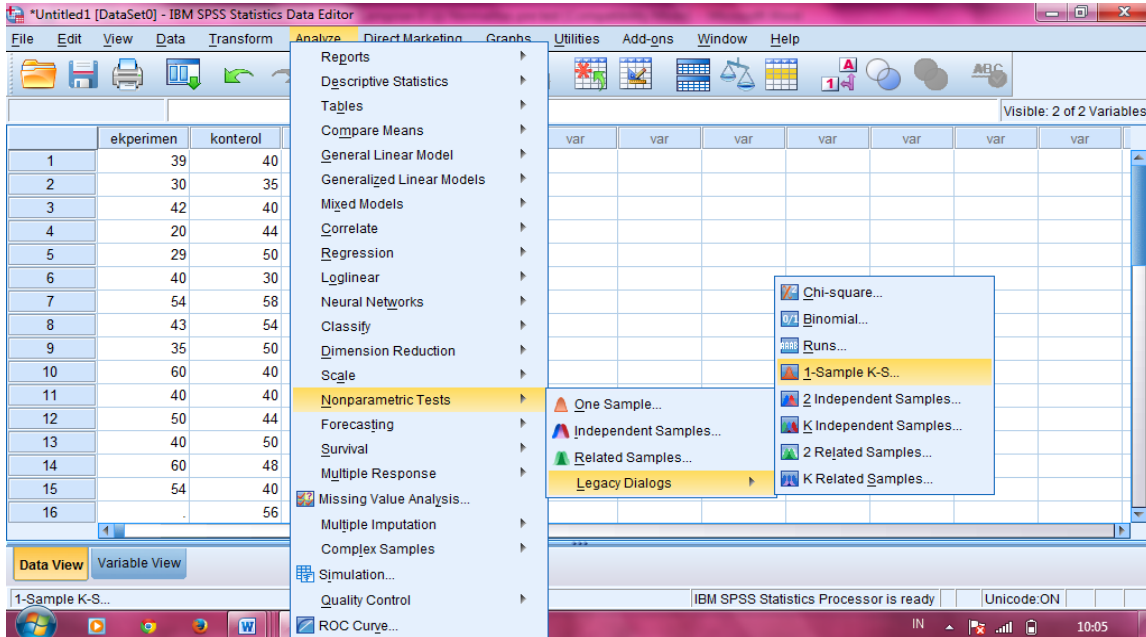 *Untitled1 [DataSet0] - IBM SPSS Statistics Data Editor
File Edit View Data Transform Analyze Direct Marketing Graphs Utilities Add-ons Window Help
Visible: 2 of 2 Variables
ekperimen konterol var var var var var var var
1 39 40
2 30 35
3 42 40
4 20 44
5 29 50
6 40 30
7 54 58
8 43 54
9 35 50
10 60 40
11 40 40
12 50 44
13 40 50
14 60 48
15 54 40
16 . 56
Reports
Descriptive Statistics
Tables
Compare Means
General Linear Model
Generalized Linear Models
Mixed Models
Correlate
Regression
Loglinear
Neural Networks
Classify
Dimension Reduction
Scale
Nonparametric Tests
Forecasting
Survival
Multiple Response
Missing Value Analysis...
Multiple Imputation
Complex Samples
Simulation...
Quality Control
ROC Curve...
One Sample...
Independent Samples...
Related Samples...
Legacy Dialogs
Chi-square...
Binomial...
Runs...
1-Sample K-S...
2 Independent Samples...
K Independent Samples...
2 Related Samples...
K Related Samples...
Data View Variable View
1-Sample K-S... IBM SPSS Statistics Processor is ready Unicode:ON
IN 10:05